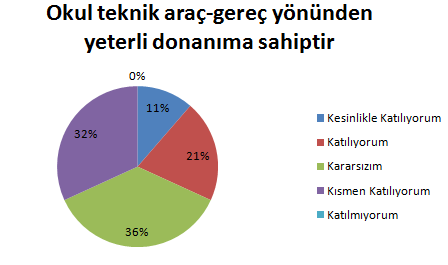 Okul teknik araç-gereç yönünden
yeterli donanıma sahiptir
0%
11%
21%
36%
32%
Kesinlikle Katılıyorum
Katılıyorum
Kararsızım
Kısmen Katılıyorum
Katılmıyorum